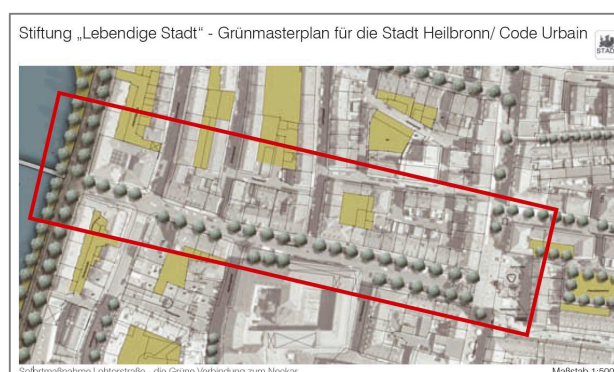 Stiftung „Lebendige Stadt“ - Grünmasterplan für die Stadt Heilbronn/ Code Urbain
STAD
Sofortmaßnahme Lohtorstraße - die Grüne Verbindung zum Neckar
Maßstab 1:500